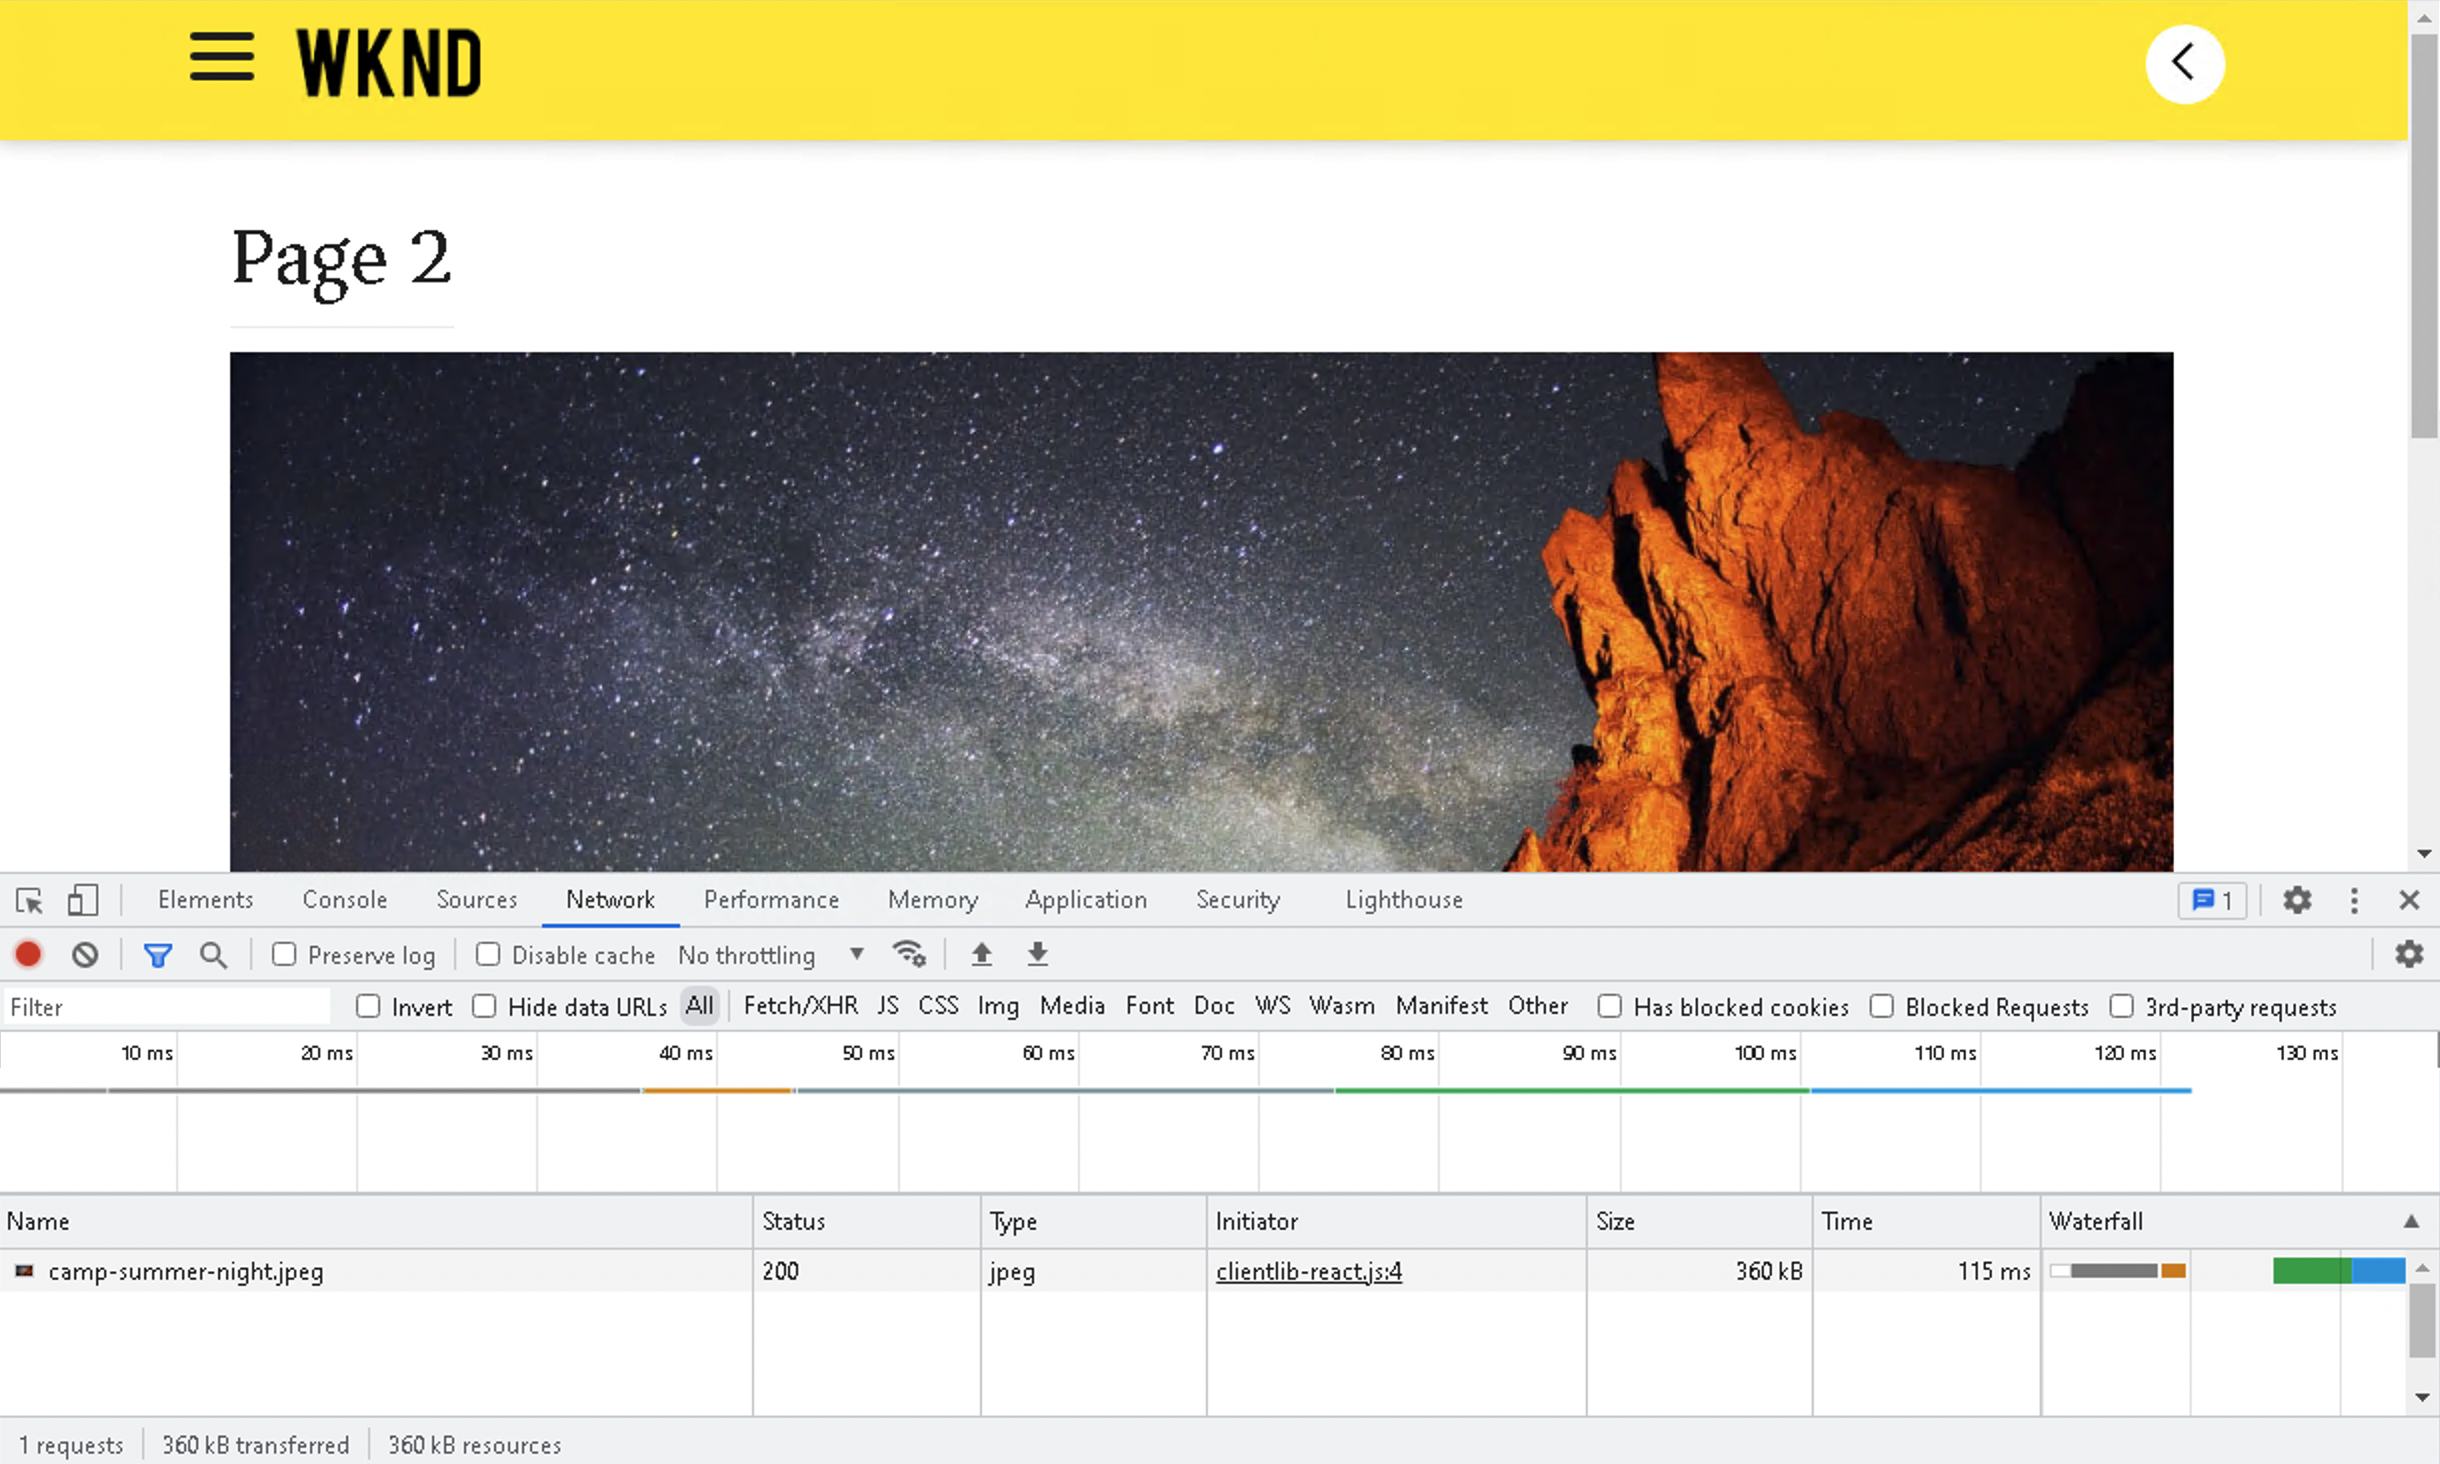 WKND
Page 2
Elements Console Sources Network Performance Memory Application Security Lighthouse 1
Preserve log Disable cache No throttling
Filter Invert Hide data URLs All Fetch/XHR JS CSS Img Media Font Doc WS Wasm Manifest Other Has blocked cookies Blocked Requests 3rd-party requests
10 ms 20 ms 30 ms 40 ms 50 ms 60 ms 70 ms 80 ms 90 ms 100 ms 110 ms 120 ms 130 ms
Name Status Type Initiator Size Time Waterfall
camp-summer-night.jpeg 200 jpeg clientlib-react.js:4 360 kB 115 ms
1 requests 360 kB transferred 360 kB resources